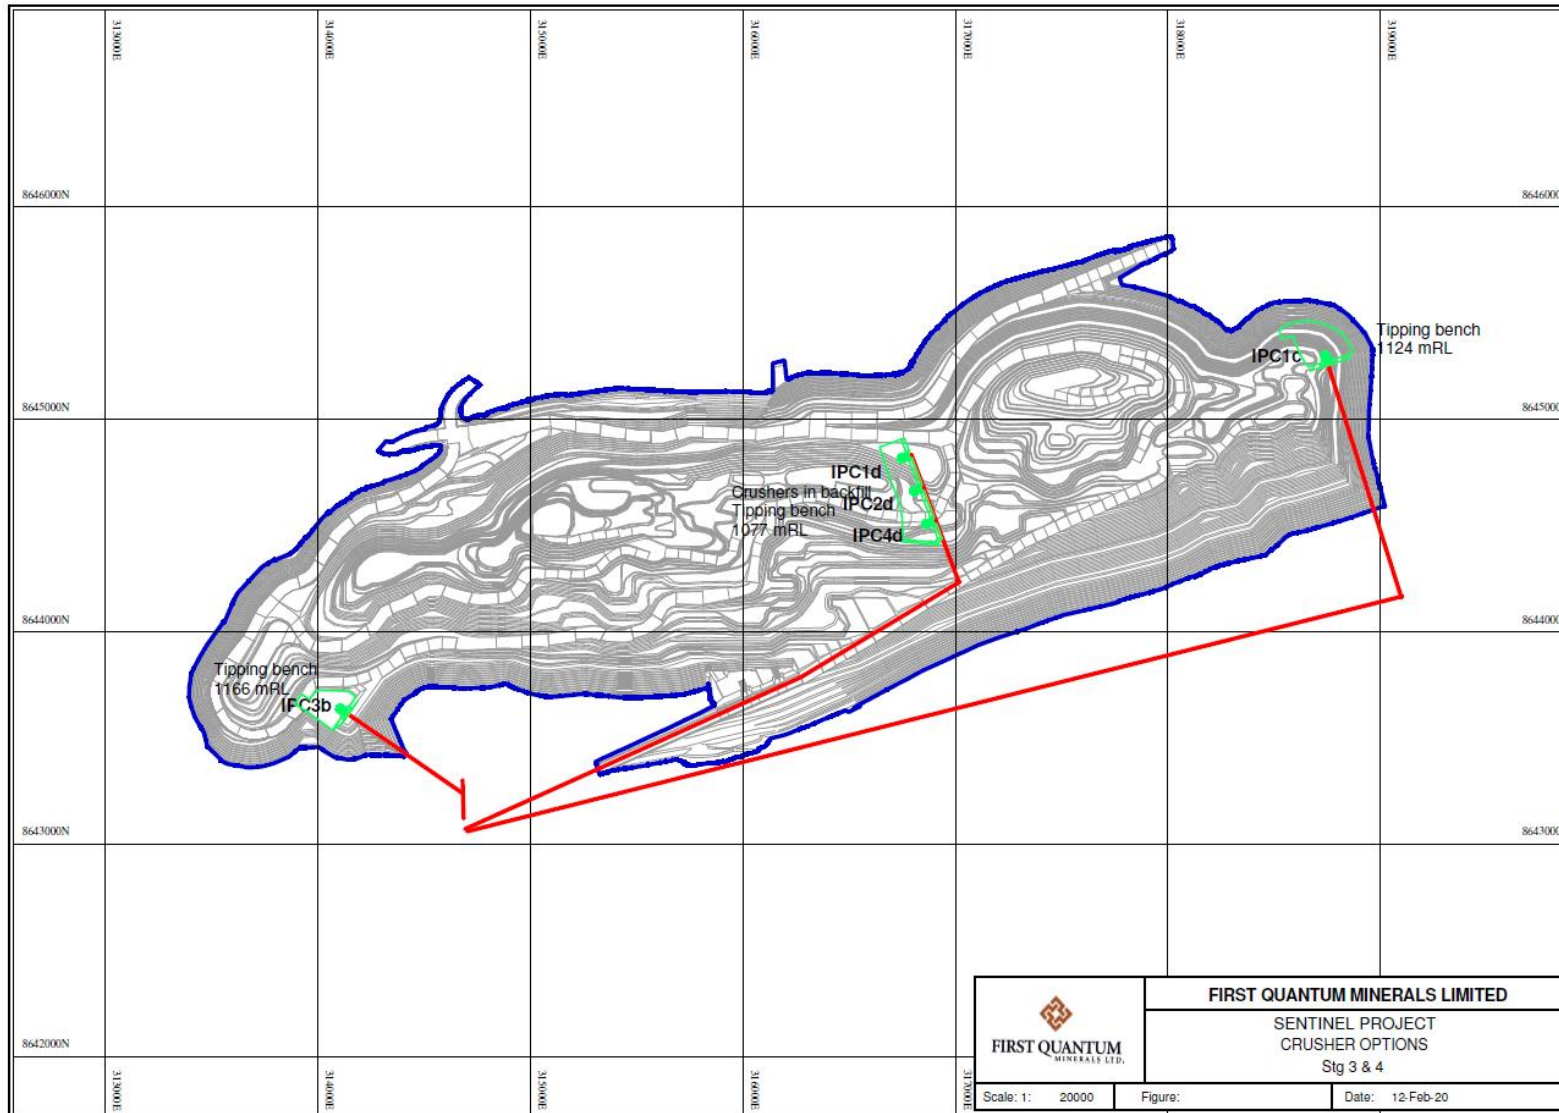 313000E
314000E
315000E
316000E
317000E
318000E
319000E
8646000N
8646000
Tipping bench
1124 mRL
IPC1c
8645000N
8645000
IPC1d
Crushers in backfill
IPC2d
Tipping bench
1077 mRL
IPC4d
8644000N
8644000
Tipping bench
1166 mRL
IPC3b
8643000N
8643000
8642000N
313000E
314000E
315000E
316000E
317000E
FIRST QUANTUM
MINERALS LTD.
FIRST QUANTUM MINERALS LIMITED
SENTINEL PROJECT
CRUSHER OPTIONS
Stg 3 & 4
Scale: 1: 20000
Figure:
Date: 12-Feb-20